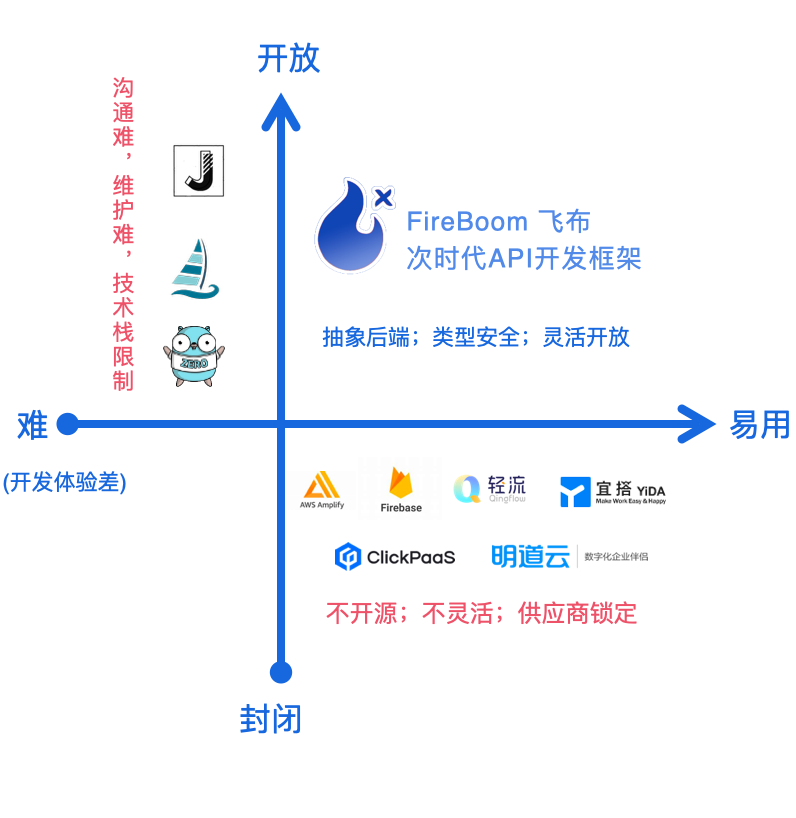 开放
沟通难，维护难，技术栈限制
J
ZERO
FireBoom 飞布
次时代API开发框架
抽象后端；类型安全；灵活开放
难
易用
(开发体验差)
AWS Amplify
Firebase
轻流
Qingflow
宜搭 YiDA
Make Work Easy & Happy
ClickPaaS
明道云
数字化企业伴侣
不开源；不灵活；供应商锁定
封闭